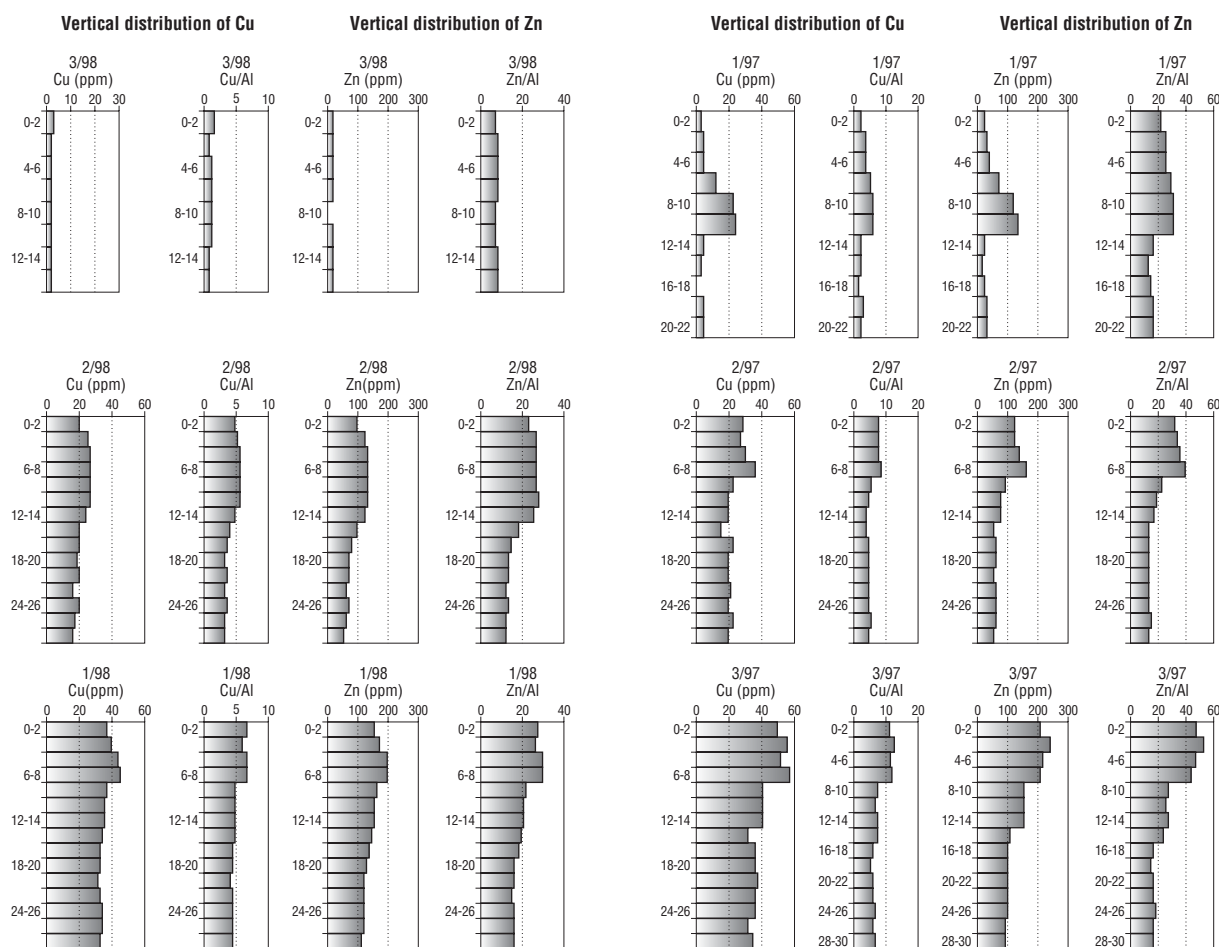 Vertical distribution of Cu
Vertical distribution of Zn
Vertical distribution of Cu
Vertical distribution of Zn
3/98
Cu (ppm)
0 10 20 30
0-2
4-6
8-10
12-14
3/98
Cu/Al
0 5 10
0-2
4-6
8-10
12-14
3/98
Zn (ppm)
0 100 200 300
0-2
4-6
8-10
12-14
3/98
Zn/Al
0 20 40
0-2
4-6
8-10
12-14
1/97
Cu (ppm)
0 20 40 60
0-2
4-6
8-10
12-14
16-18
20-22
1/97
Cu/Al
0 10 20
0-2
4-6
8-10
12-14
16-18
20-22
1/97
Zn (ppm)
0 100 200 300
0-2
4-6
8-10
12-14
16-18
20-22
1/97
Zn/Al
0 20 40 60
0-2
4-6
8-10
12-14
16-18
20-22
2/98
Cu (ppm)
0 20 40 60
0-2
6-8
12-14
18-20
24-26
2/98
Cu/Al
0 5 10
0-2
6-8
12-14
18-20
24-26
2/98
Zn(ppm)
0 100 200 300
0-2
6-8
12-14
18-20
24-26
2/98
Zn/Al
0 20 40
0-2
6-8
12-14
18-20
24-26
2/97
Cu (ppm)
0 20 40 60
0-2
6-8
12-14
18-20
24-26
2/97
Cu/Al
0 10 20
0-2
6-8
12-14
18-20
24-26
2/97
Zn (ppm)
0 100 200 300
0-2
6-8
12-14
18-20
24-26
2/97
Zn/Al
0 20 40 60
0-2
6-8
12-14
18-20
24-26
1/98
Cu(ppm)
0 20 40 60
0-2
6-8
12-14
18-20
24-26
1/98
Cu/Al
0 5 10
0-2
6-8
12-14
18-20
24-26
1/98
Zn (ppm)
0 100 200 300
0-2
6-8
12-14
18-20
24-26
1/98
Zn/Al
0 20 40
0-2
6-8
12-14
18-20
24-26
3/97
Cu (ppm)
0 20 40 60
0-2
6-8
12-14
18-20
24-26
3/97
Cu/Al
0 10 20
0-2
4-6
8-10
12-14
16-18
20-22
24-26
28-30
3/97
Zn (ppm)
0 100 200 300
0-2
4-6
8-10
12-14
16-18
20-22
24-26
28-30
3/97
Zn/Al
0 20 40 60
0-2
4-6
8-10
12-14
16-18
20-22
24-26
28-30